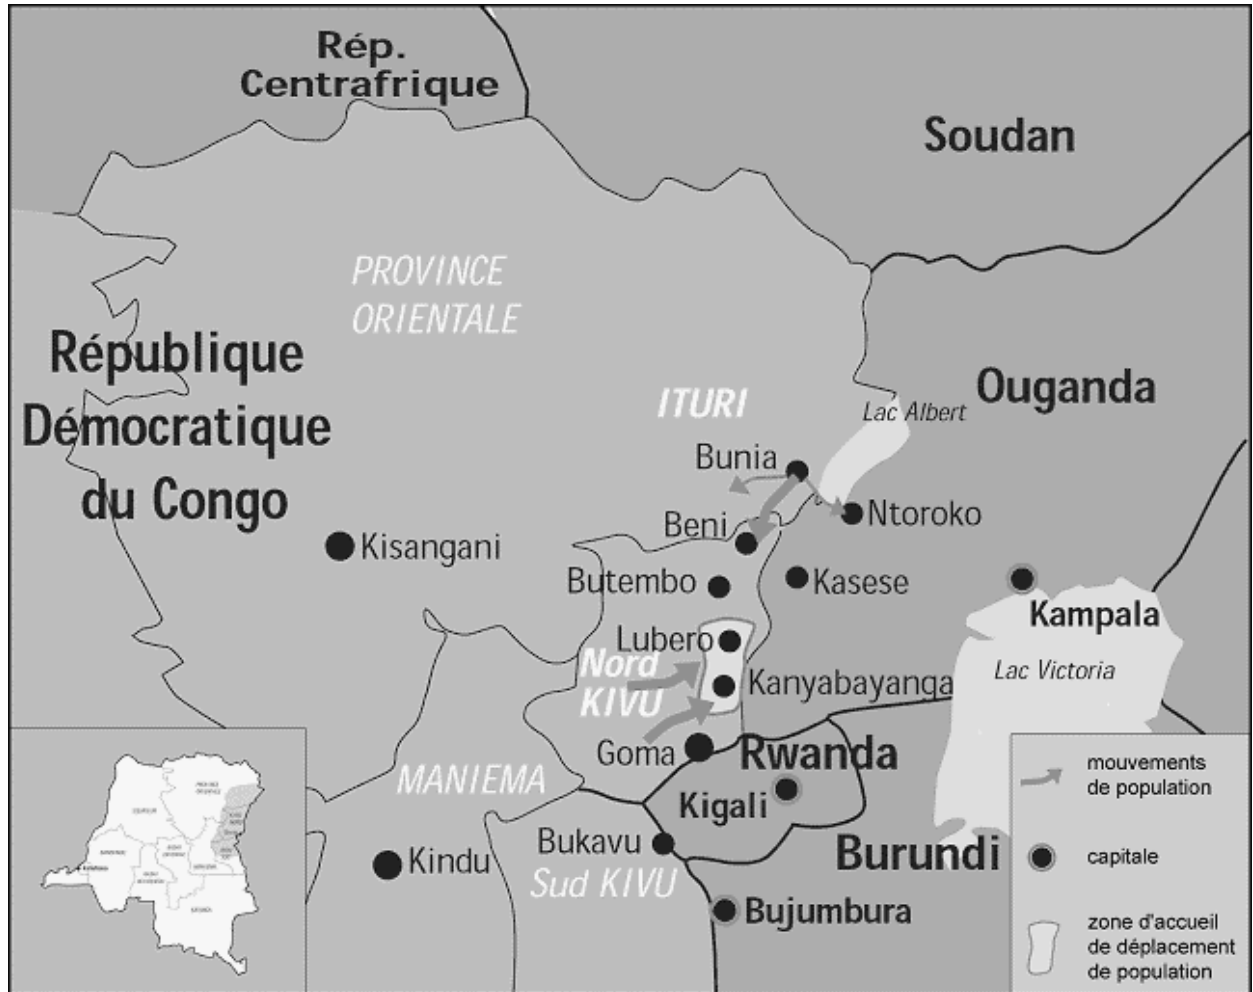 Rép.
Centrafrique
Soudan
PROVINCE
ORIENTALE
République
Démocratique
du Congo
Ouganda
ITURI
Lac Albert
Bunia
Ntoroko
Beni
Kisangani
Butembo
Kasese
Kampala
Lubero
Nord
KIVU
Kanyabayanga
Lac Victoria
Goma
Rwanda
MANIEMA
Kigali
Bukavu
Burundi
Kindu
Sud KIVU
Bujumbura
mouvements
de population
capitale
zone d'accueil
de déplacement
de population